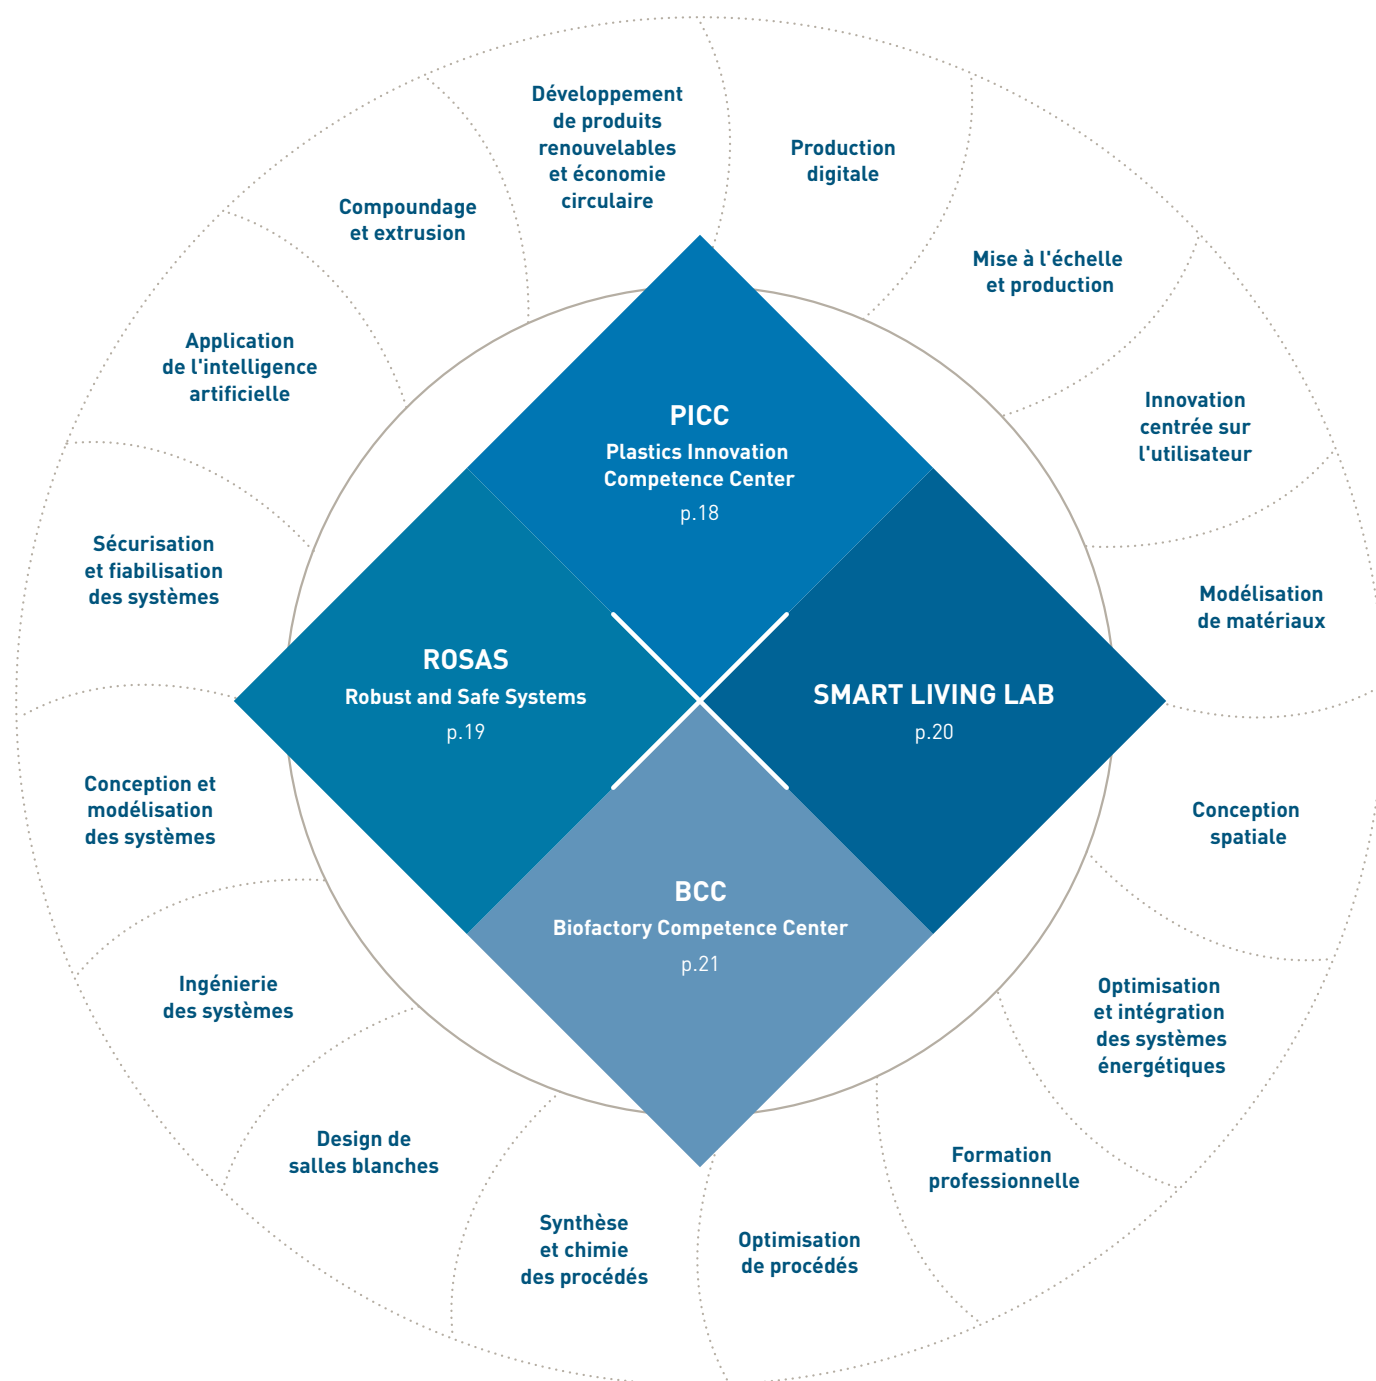 Développement
de produits
renouvelables
et économie
circulaire
Production
digitale
Mise à l'échelle
et production
Innovation
centrée sur
l'utilisateur
Modélisation
de matériaux
Conception
spatiale
Optimisation
et intégration
des systèmes
énergétiques
Formation
professionnelle
Optimisation
de procédés
Synthèse
et chimie
des procédés
Design de
salles blanches
Ingénierie
des systèmes
Conception et
modélisation
des systèmes
Sécurisation
et fiabilisation
des systèmes
Application
de l'intelligence
artificielle
Compoundage
et extrusion
PICC
Plastics Innovation
Competence Center
p.18
ROSAS
Robust and Safe Systems
p.19
SMART LIVING LAB
p.20
BCC
Biofactory Competence Center
p.21